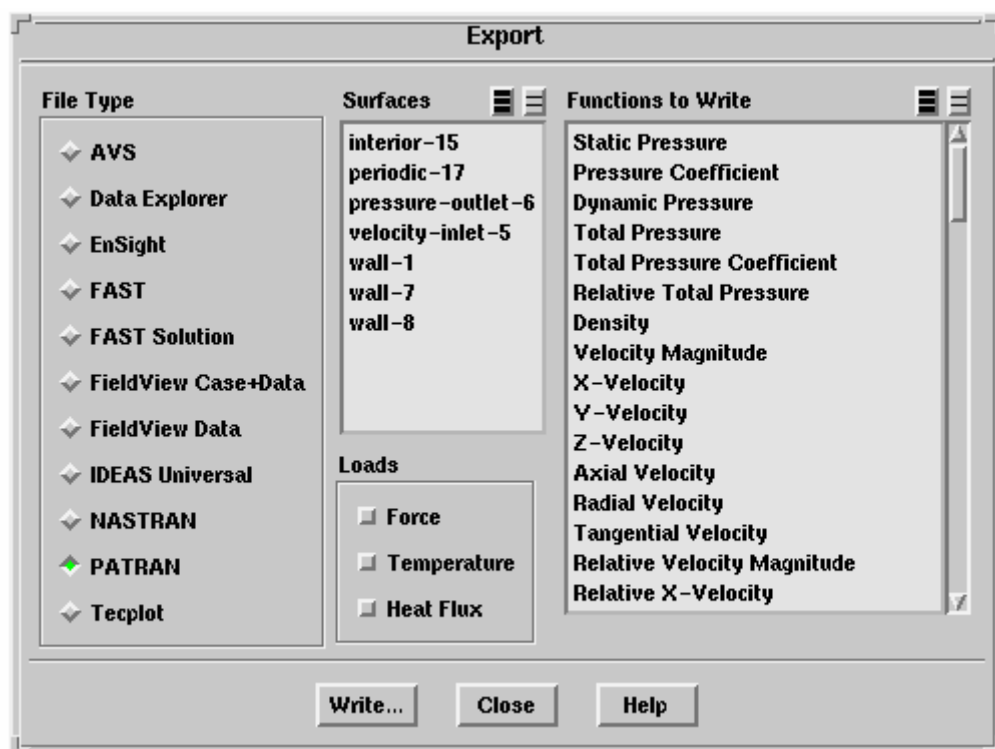 Export
File Type
AVS
Data Explorer
EnSight
FAST
FAST Solution
FieldView Case+Data
FieldView Data
IDEAS Universal
NASTRAN
PATRAN
Tecplot
Surfaces
interior-15
periodic-17
pressure-outlet-6
velocity-inlet-5
wall-1
wall-7
wall-8
Loads
Force
Temperature
Heat Flux
Functions to Write
Static Pressure
Pressure Coefficient
Dynamic Pressure
Total Pressure
Total Pressure Coefficient
Relative Total Pressure
Density
Velocity Magnitude
X-Velocity
Y-Velocity
Z-Velocity
Axial Velocity
Radial Velocity
Tangential Velocity
Relative Velocity Magnitude
Relative X-Velocity
Write...
Close
Help